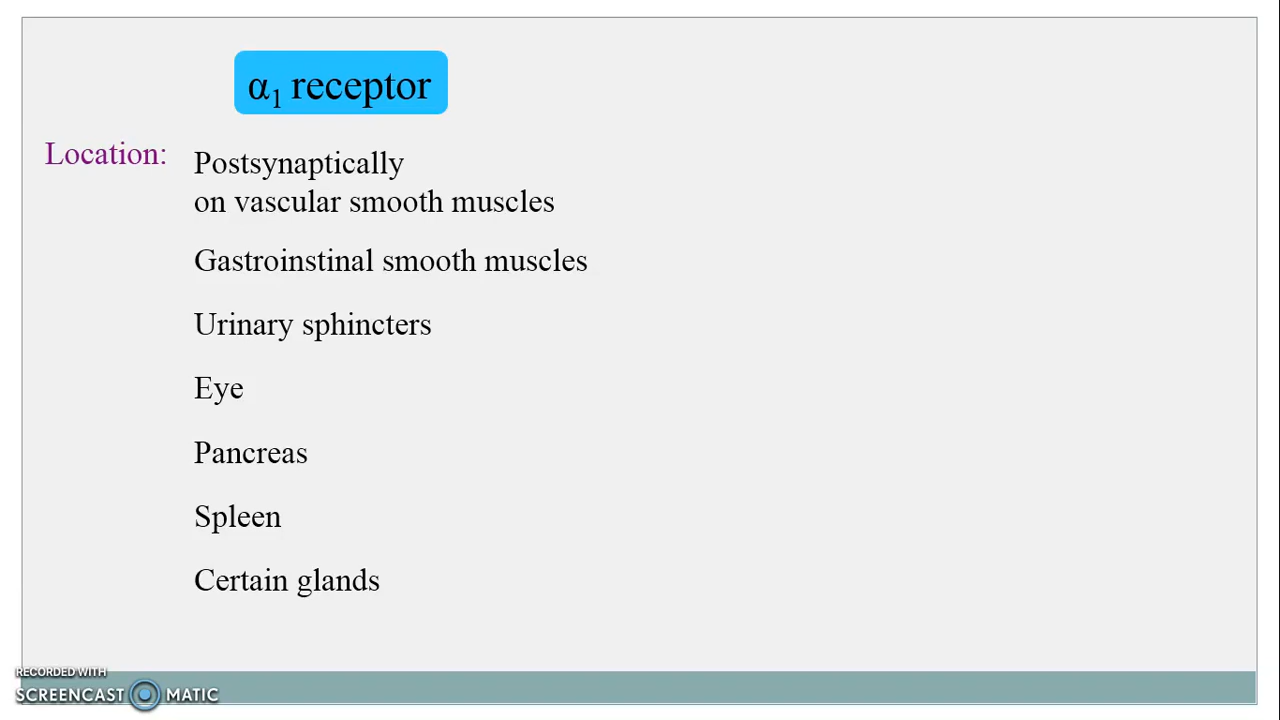 α₁ receptor
Location:
Postsynaptically
on vascular smooth muscles
Gastroinstinal smooth muscles
Urinary sphincters
Eye
Pancreas
Spleen
Certain glands
RECORDED WITH
SCREENCAST MATIC